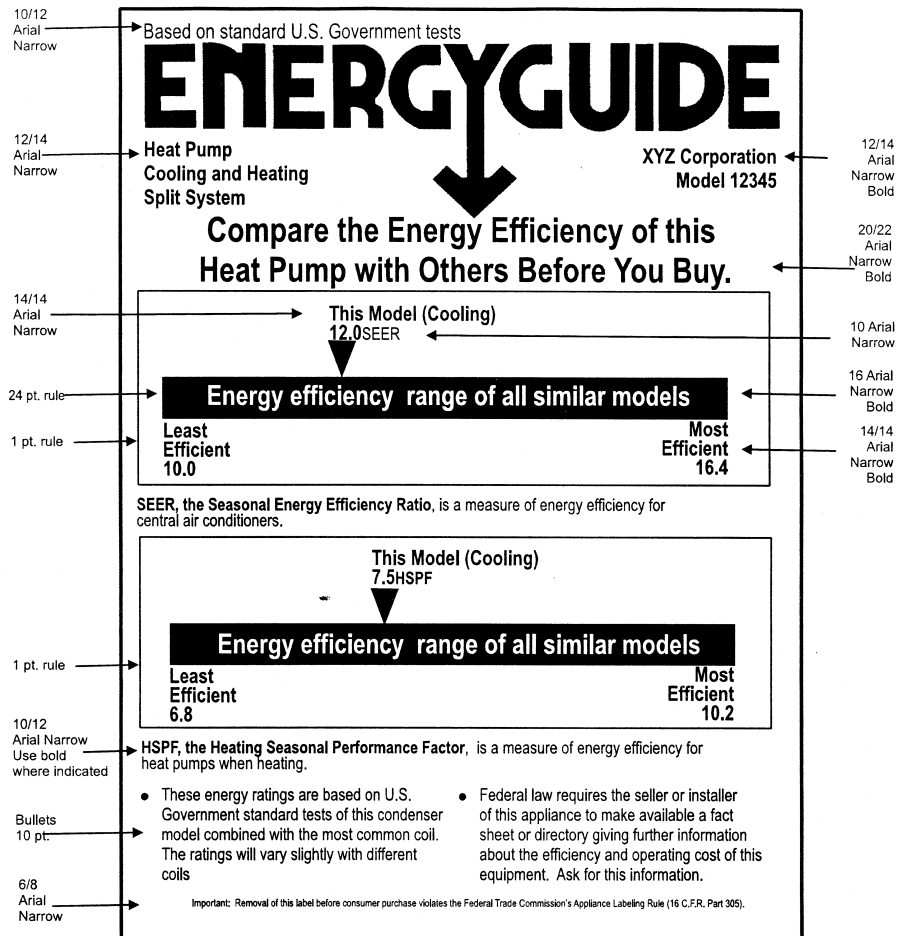 10/12
Arial
Narrow
Based on standard U.S. Government tests
ENERGYGUIDE
12/14
Arial
Narrow
Heat Pump
Cooling and Heating
Split System
XYZ Corporation
Model 12345
12/14
Arial
Narrow
Bold
Compare the Energy Efficiency of this
Heat Pump with Others Before You Buy.
20/22
Arial
Narrow
Bold
14/14
Arial
Narrow
This Model (Cooling)
12.0SEER
10 Arial
Narrow
24 pt. rule
Energy efficiency range of all similar models
16 Arial
Narrow
Bold
1 pt. rule
Least
Efficient
10.0
Most
Efficient
16.4
14/14
Arial
Narrow
Bold
SEER, the Seasonal Energy Efficiency Ratio, is a measure of energy efficiency for
central air conditioners.
This Model (Cooling)
7.5HSPF
Energy efficiency range of all similar models
1 pt. rule
Least
Efficient
6.8
Most
Efficient
10.2
10/12
Arial Narrow
Use bold
where indicated
HSPF, the Heating Seasonal Performance Factor, is a measure of energy efficiency for
heat pumps when heating.
Bullets
10 pt.
• These energy ratings are based on U.S.
Government standard tests of this condenser
model combined with the most common coil.
The ratings will vary slightly with different
coils
• Federal law requires the seller or installer
of this appliance to make available a fact
sheet or directory giving further information
about the efficiency and operating cost of this
equipment. Ask for this information.
6/8
Arial
Narrow
Important: Removal of this label before consumer purchase violates the Federal Trade Commission's Appliance Labeling Rule (16 C.F.R. Part 305).